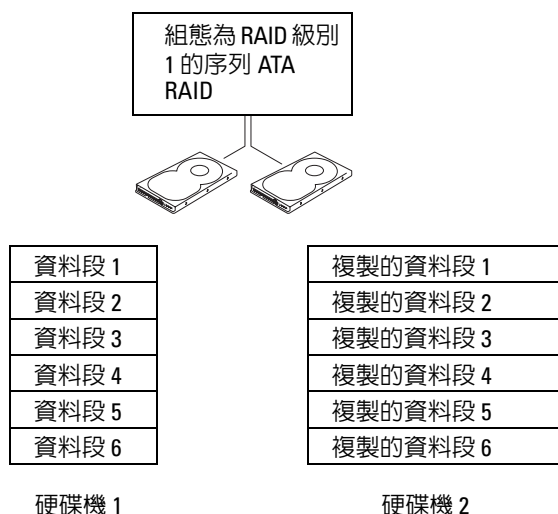 組態為 RAID 級別
1 的序列 ATA
RAID
資料段 1
資料段 2
資料段 3
資料段 4
資料段 5
資料段 6
硬碟機 1
複製的資料段 1
複製的資料段 2
複製的資料段 3
複製的資料段 4
複製的資料段 5
複製的資料段 6
硬碟機 2